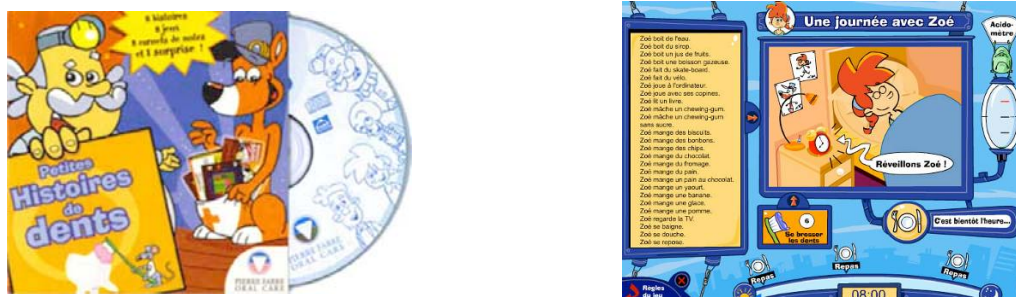 8 histoires
8 jeux
8 carnets de notes
et 1 surprise !
Petites
Histoires
de
dents
PIERRE FABRE
ORAL CARE
Une journée avec Zoé
Acido-
mètre
Zoé boit de l'eau.
Zoé boit du sirop.
Zoé boit un jus de fruits.
Zoé boit une boisson gazeuse.
Zoé fait du skate-board.
Zoé fait du vélo.
Zoé joue à l'ordinateur.
Zoé joue avec ses copines.
Zoé lit un livre.
Zoé mâche un chewing-gum.
Zoé mâche un chewing-gum
sans sucre.
Zoé mange des biscuits.
Zoé mange des bonbons.
Zoé mange des chips.
Zoé mange du chocolat.
Zoé mange du fromage.
Zoé mange du pain.
Zoé mange un pain au chocolat.
Zoé mange un yaourt.
Zoé mange une banane.
Zoé mange une glace.
Zoé mange une pomme.
Zoé regarde la TV.
Zoé se baigne.
Zoé se douche.
Zoé se repose.
Réveillons Zoé !
6
Se brosser
les dents
C'est bientôt l'heure...
Repas
Repas
Repas
Règles
du jeu
08:00